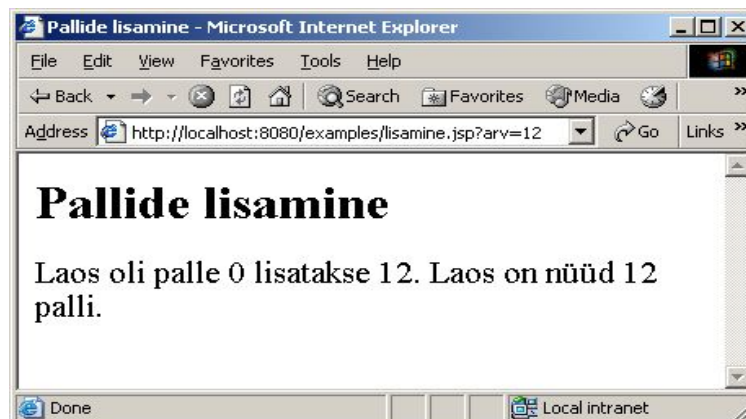 Pallide lisamine - Microsoft Internet Explorer
File Edit View Favorites Tools Help
Back Search Favorites Media »
Address http://localhost:8080/examples/lisamine.jsp?arv=12 Go Links »
Pallide lisamine
Laos oli palle 0 lisatakse 12. Laos on nüüd 12
palli.
Done Local intranet